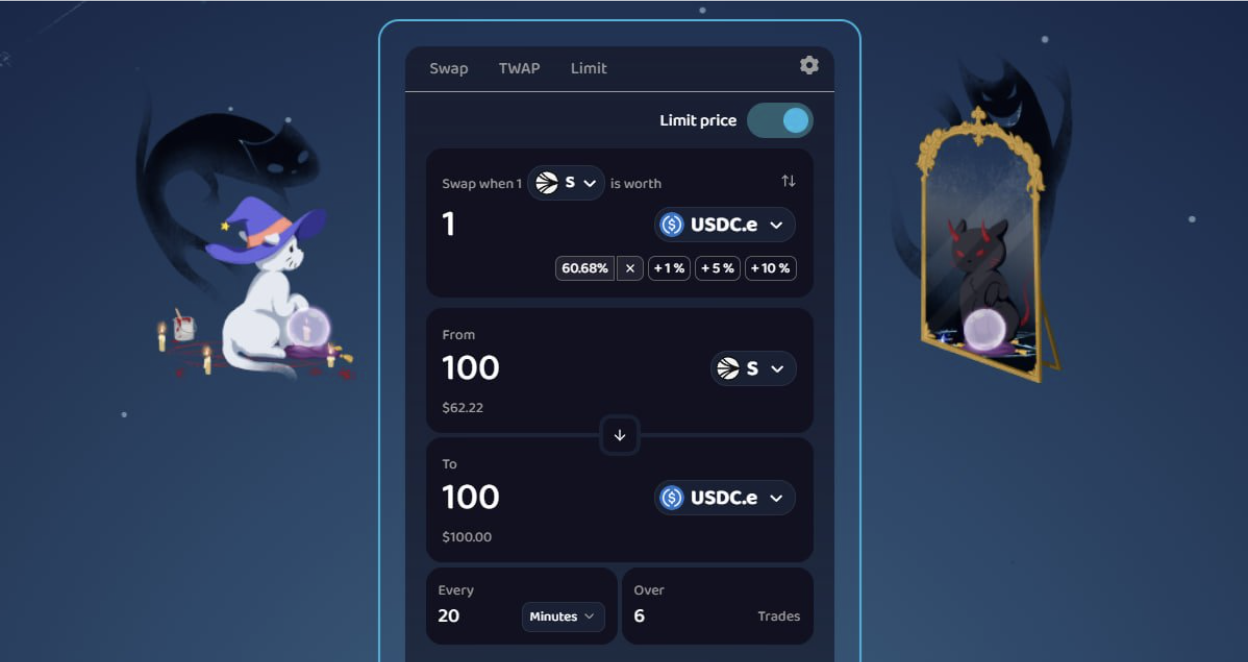 Swap TWAP Limit
Limit price
Swap when 1 S is worth
1 USDC.e
60.68% × +1% +5% +10%
From
100 S
$62.22
To
100 USDC.e
$100.00
Every Over
20 Minutes 6 Trades